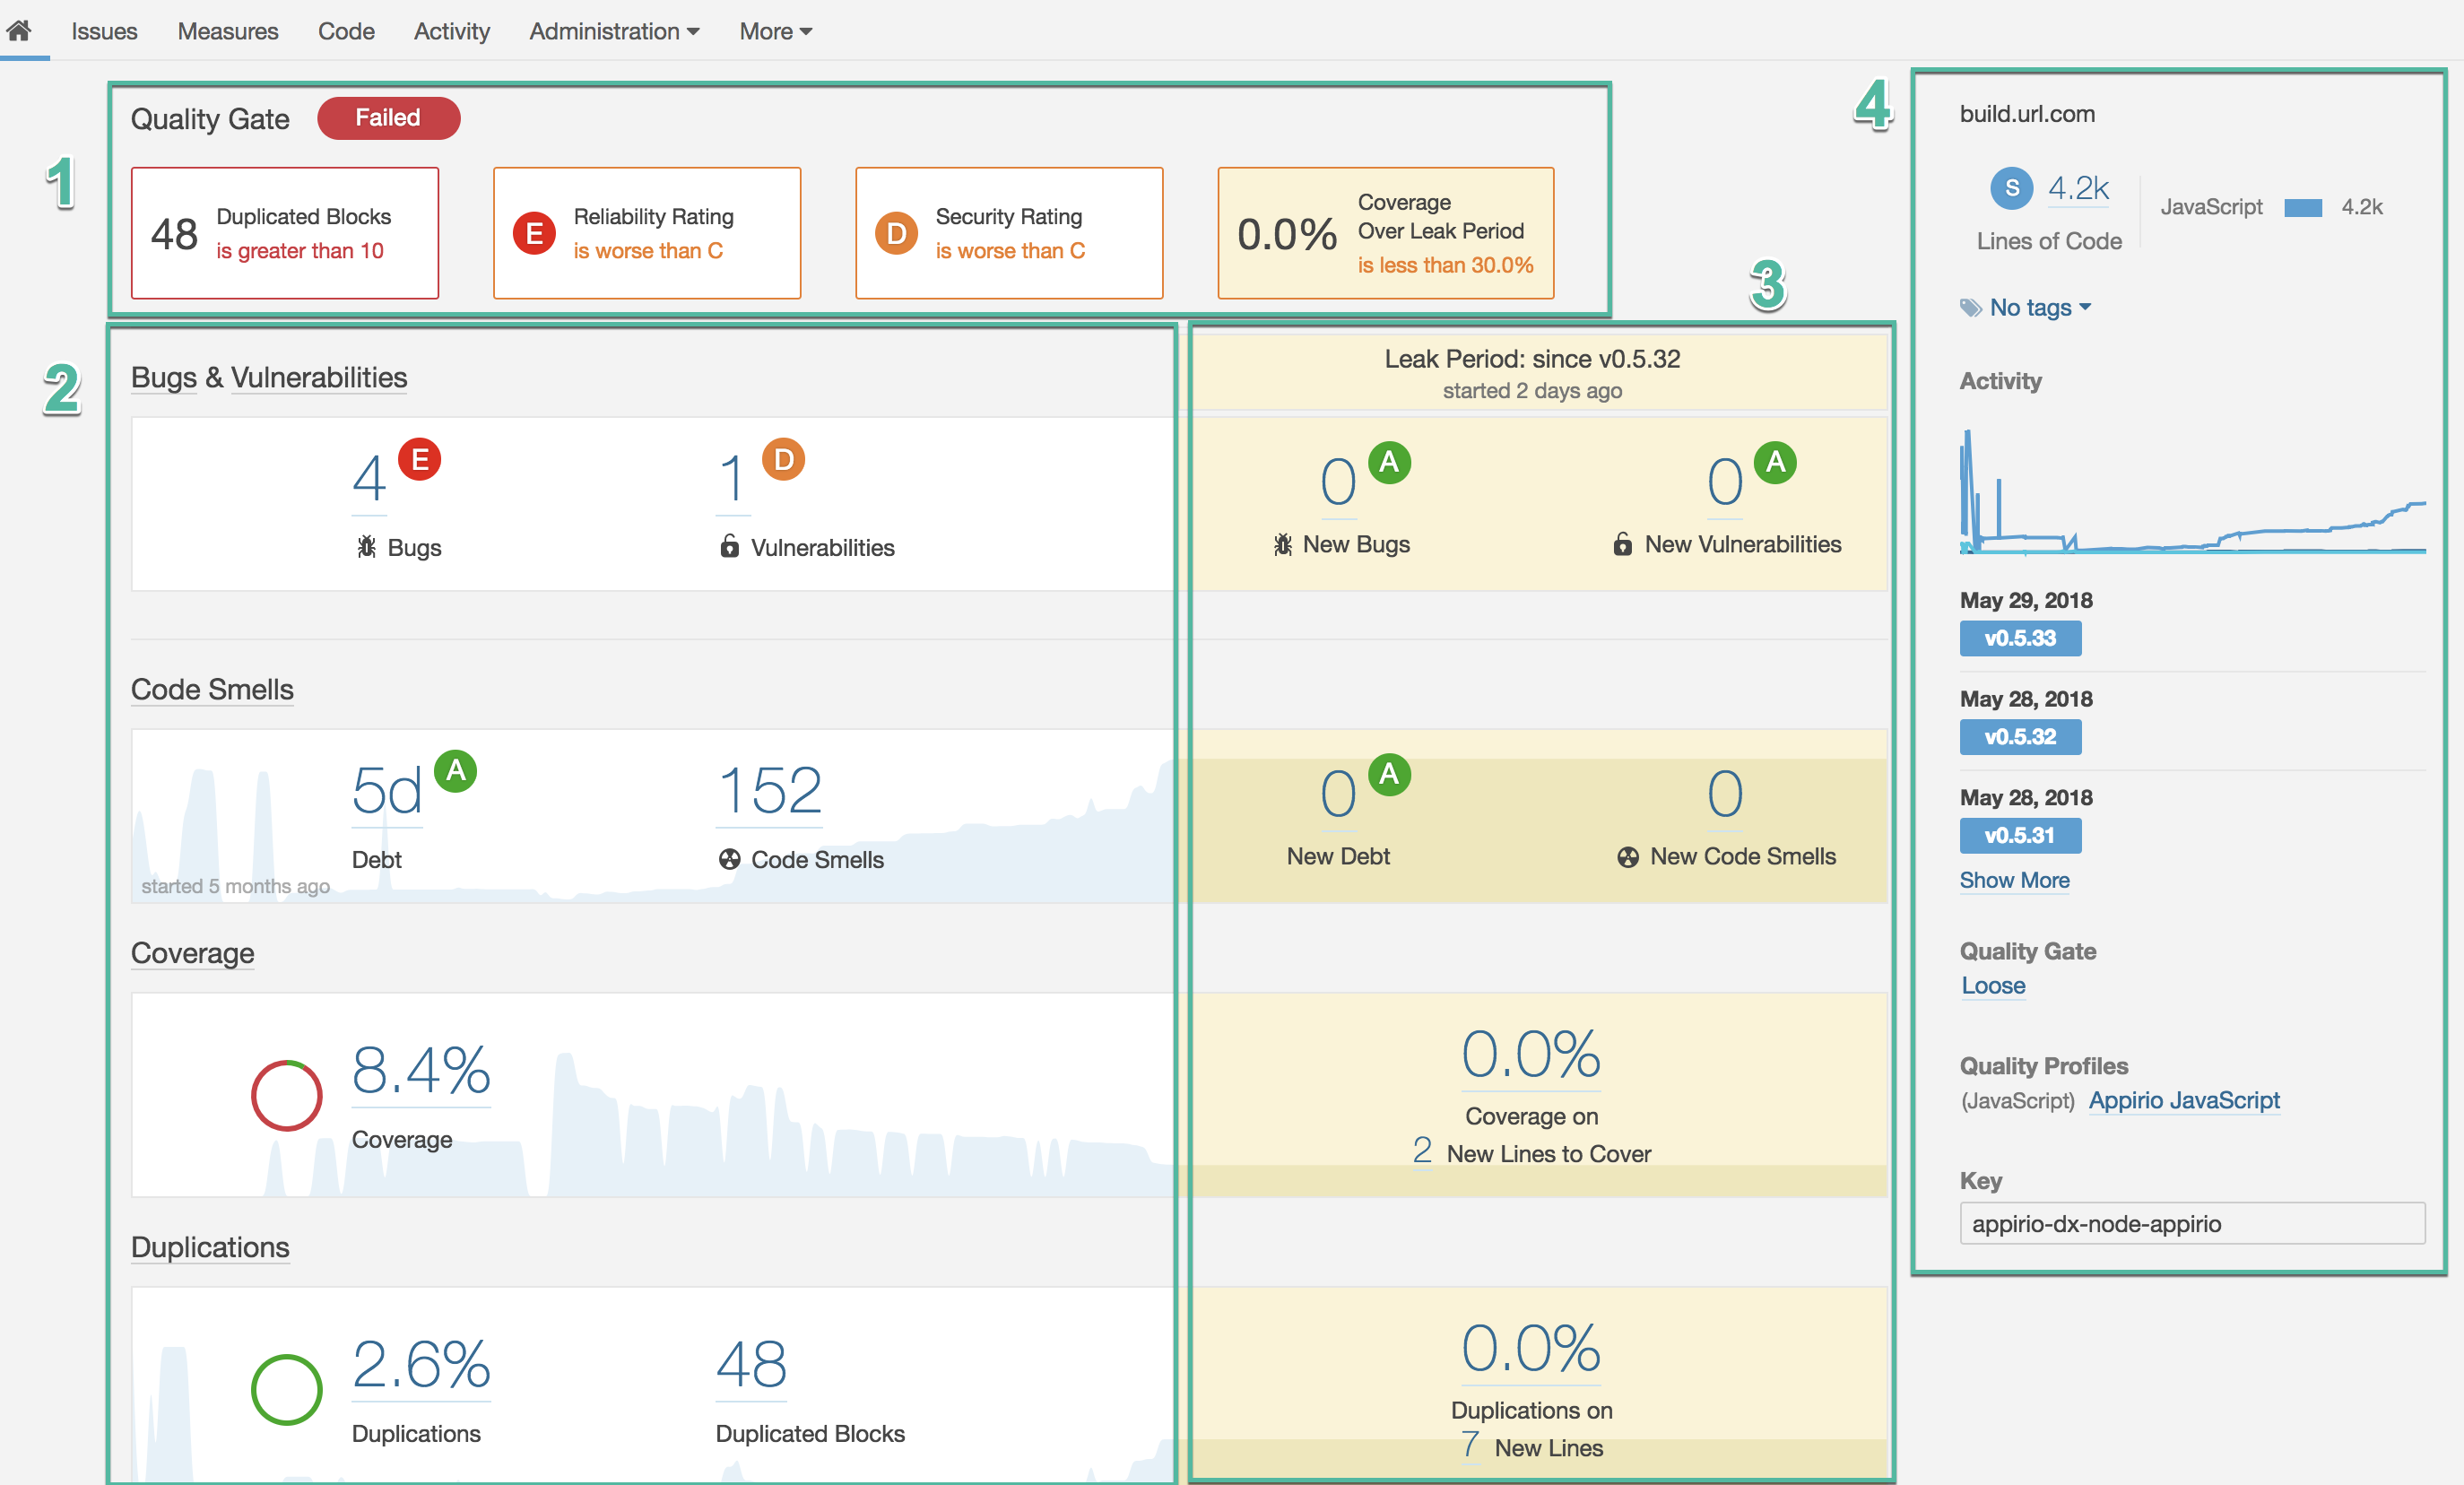 Issues Measures Code Activity Administration More
1
Quality Gate Failed
48 Duplicated Blocks
is greater than 10
E Reliability Rating
is worse than C
D Security Rating
is worse than C
0.0% Coverage
Over Leak Period
is less than 30.0%
2
Bugs & Vulnerabilities
4 E
Bugs
1 D
Vulnerabilities
Code Smells
5d A
Debt
152
Code Smells
started 5 months ago
Coverage
8.4%
Coverage
Duplications
2.6%
Duplications
48
Duplicated Blocks
3
Leak Period: since v0.5.32
started 2 days ago
0 A
New Bugs
0 A
New Vulnerabilities
0 A
New Debt
0
New Code Smells
0.0%
Coverage on
2 New Lines to Cover
0.0%
Duplications on
7 New Lines
4
build.url.com
S 4.2k
Lines of Code
JavaScript 4.2k
No tags
Activity
May 29, 2018
v0.5.33
May 28, 2018
v0.5.32
May 28, 2018
v0.5.31
Show More
Quality Gate
Loose
Quality Profiles
(JavaScript) Appirio JavaScript
Key
appirio-dx-node-appirio